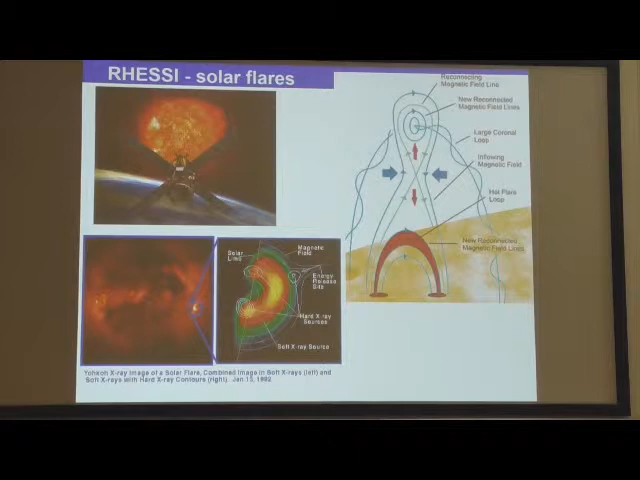 RHESSI - solar flares
Reconnecting
Magnetic Field Line
New Reconnected
Magnetic Field Lines
Large Coronal
Loop
Inflowing
Magnetic Field
Hot Flare
Loop
New Reconnected
Magnetic Field Lines
Solar
Limb
Magnetic
Field
Energy
Release
Site
Hard X-ray
Sources
Soft X-ray Source
Yohkoh X-ray Image of a Solar Flare, Combined Image in Soft X-rays (left) and
Soft X-rays with Hard X-ray Contours (right). Jan 13, 1992